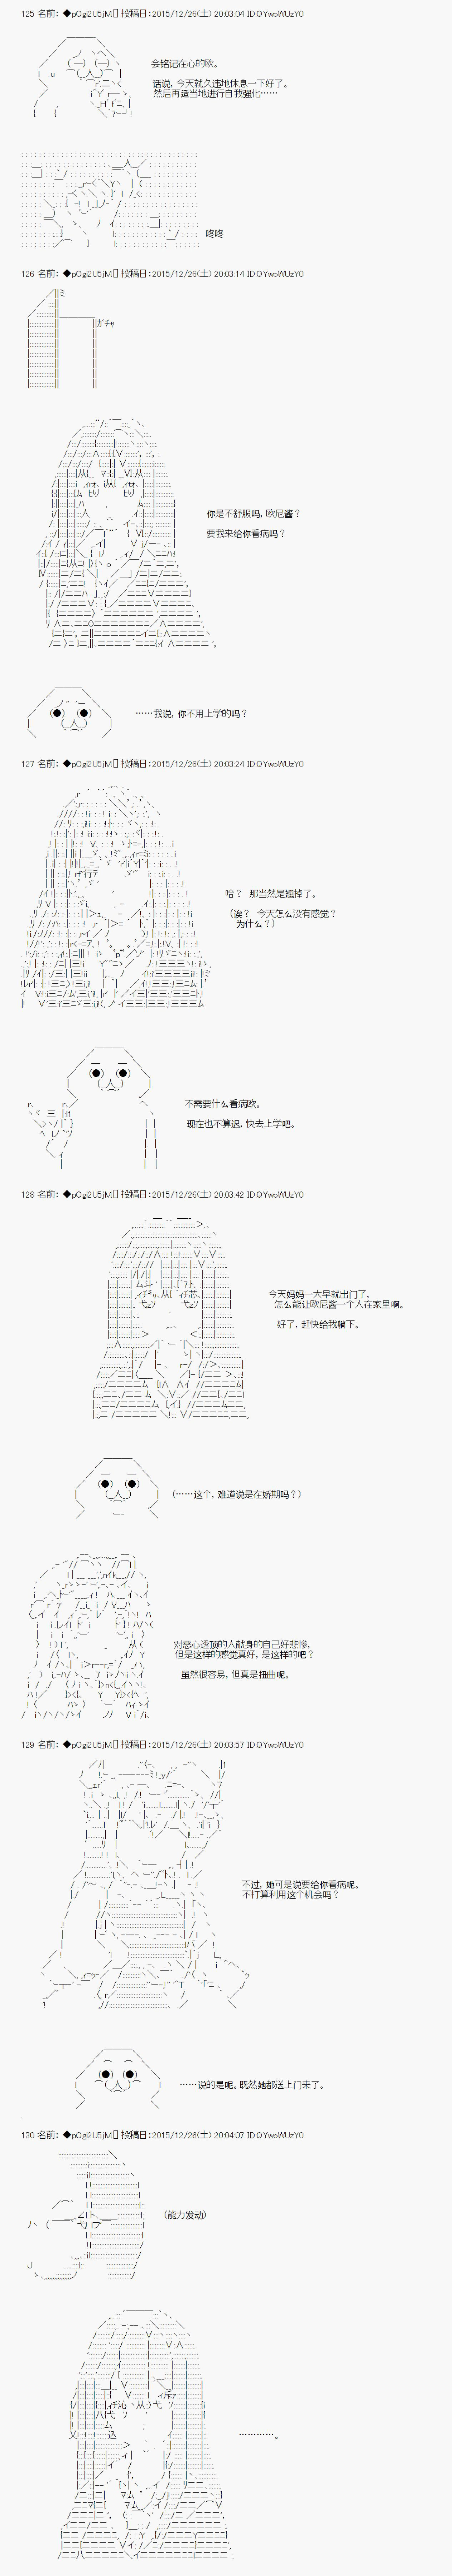 125 名前: ◆pOgi2U5jM 投稿日:2015/12/26(土) 20:03:04 ID:QYwoWUzY0
会铭记在心的欧。
话说,今天就久违地休息一下好了。
然后再适当地进行自我强化……
咚咚
126 名前: ◆pOgi2U5jM 投稿日:2015/12/26(土) 20:03:14 ID:QYwoWUzY0
ｶﾞﾁｬ
你是不舒服吗,欧尼酱?
要我来给你看病吗?
……我说,你不用上学的吗?
127 名前: ◆pOgi2U5jM 投稿日:2015/12/26(土) 20:03:24 ID:QYwoWUzY0
哈? 那当然是翘掉了。
(诶? 今天怎么没有感觉?
为什么?)
不需要什么看病欧。
现在也不算迟,快去上学吧。
128 名前: ◆pOgi2U5jM 投稿日:2015/12/26(土) 20:03:42 ID:QYwoWUzY0
今天妈妈一大早就出门了,
怎么能让欧尼酱一个人在家里啊。
好了,赶快给我躺下。
(……这个,难道说是在娇期吗?)
对恶心透顶的人献身的自己好悲惨,
但是这样的感觉真好,是这样的吧?
虽然很容易,但真是扭曲呢。
129 名前: ◆pOgi2U5jM 投稿日:2015/12/26(土) 20:03:57 ID:QYwoWUzY0
不过,她可是说要给你看病呢。
不打算利用这个机会吗?
……说的是呢。既然她都送上门来了。
130 名前: ◆pOgi2U5jM 投稿日:2015/12/26(土) 20:04:07 ID:QYwoWUzY0
(能力发动)
…………。